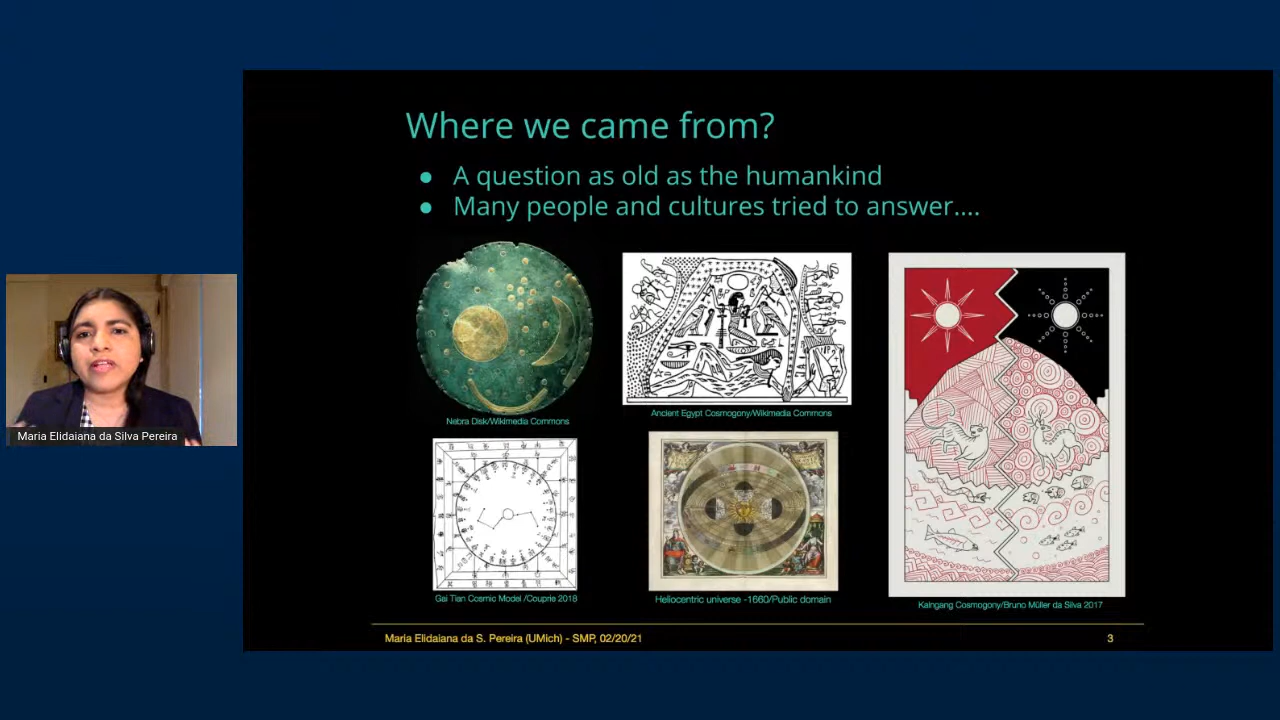 Where we came from?
● A question as old as the humankind
● Many people and cultures tried to answer....
Nebra Disk/Wikimedia Commons
Ancient Egypt Cosmogony/Wikimedia Commons
Gai Tian Cosmic Model /Couprie 2018
Heliocentric universe -1660/Public domain
Kaingang Cosmogony/Bruno Müller da Silva 2017
Maria Elidaiana da Silva Pereira
Maria Elidaiana da S. Pereira (UMich) - SMP, 02/20/21
3